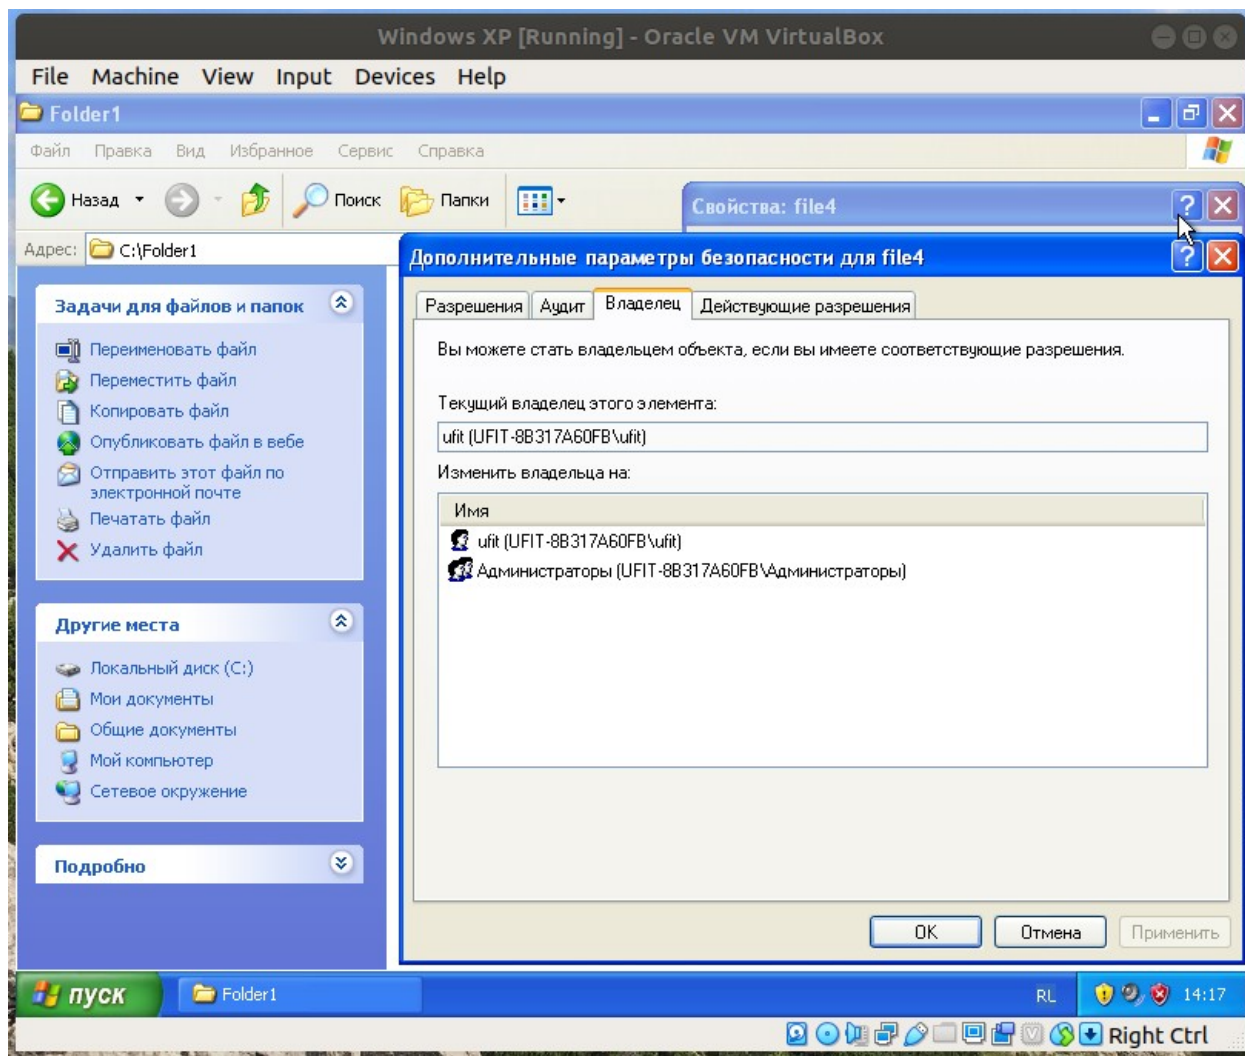 Windows XP [Running] - Oracle VM VirtualBox
File Machine View Input Devices Help
Folder1
Файл Правка Вид Избранное Сервис Справка
Назад Поиск Папки
Свойства: file4
Адрес: C:\Folder1
Дополнительные параметры безопасности для file4
Задачи для файлов и папок
Переименовать файл
Переместить файл
Копировать файл
Опубликовать файл в вебе
Отправить этот файл по
электронной почте
Печатать файл
Удалить файл
Другие места
Локальный диск (C:)
Мои документы
Общие документы
Мой компьютер
Сетевое окружение
Подробно
Разрешения Аудит Владелец Действующие разрешения
Вы можете стать владельцем объекта, если вы имеете соответствующие разрешения.
Текущий владелец этого элемента:
ufit (UFIT-8B317A60FB\ufit)
Изменить владельца на:
Имя
ufit (UFIT-8B317A60FB\ufit)
Администраторы (UFIT-8B317A60FB\Администраторы)
OK Отмена Применить
пуск Folder1 RL 14:17
Right Ctrl